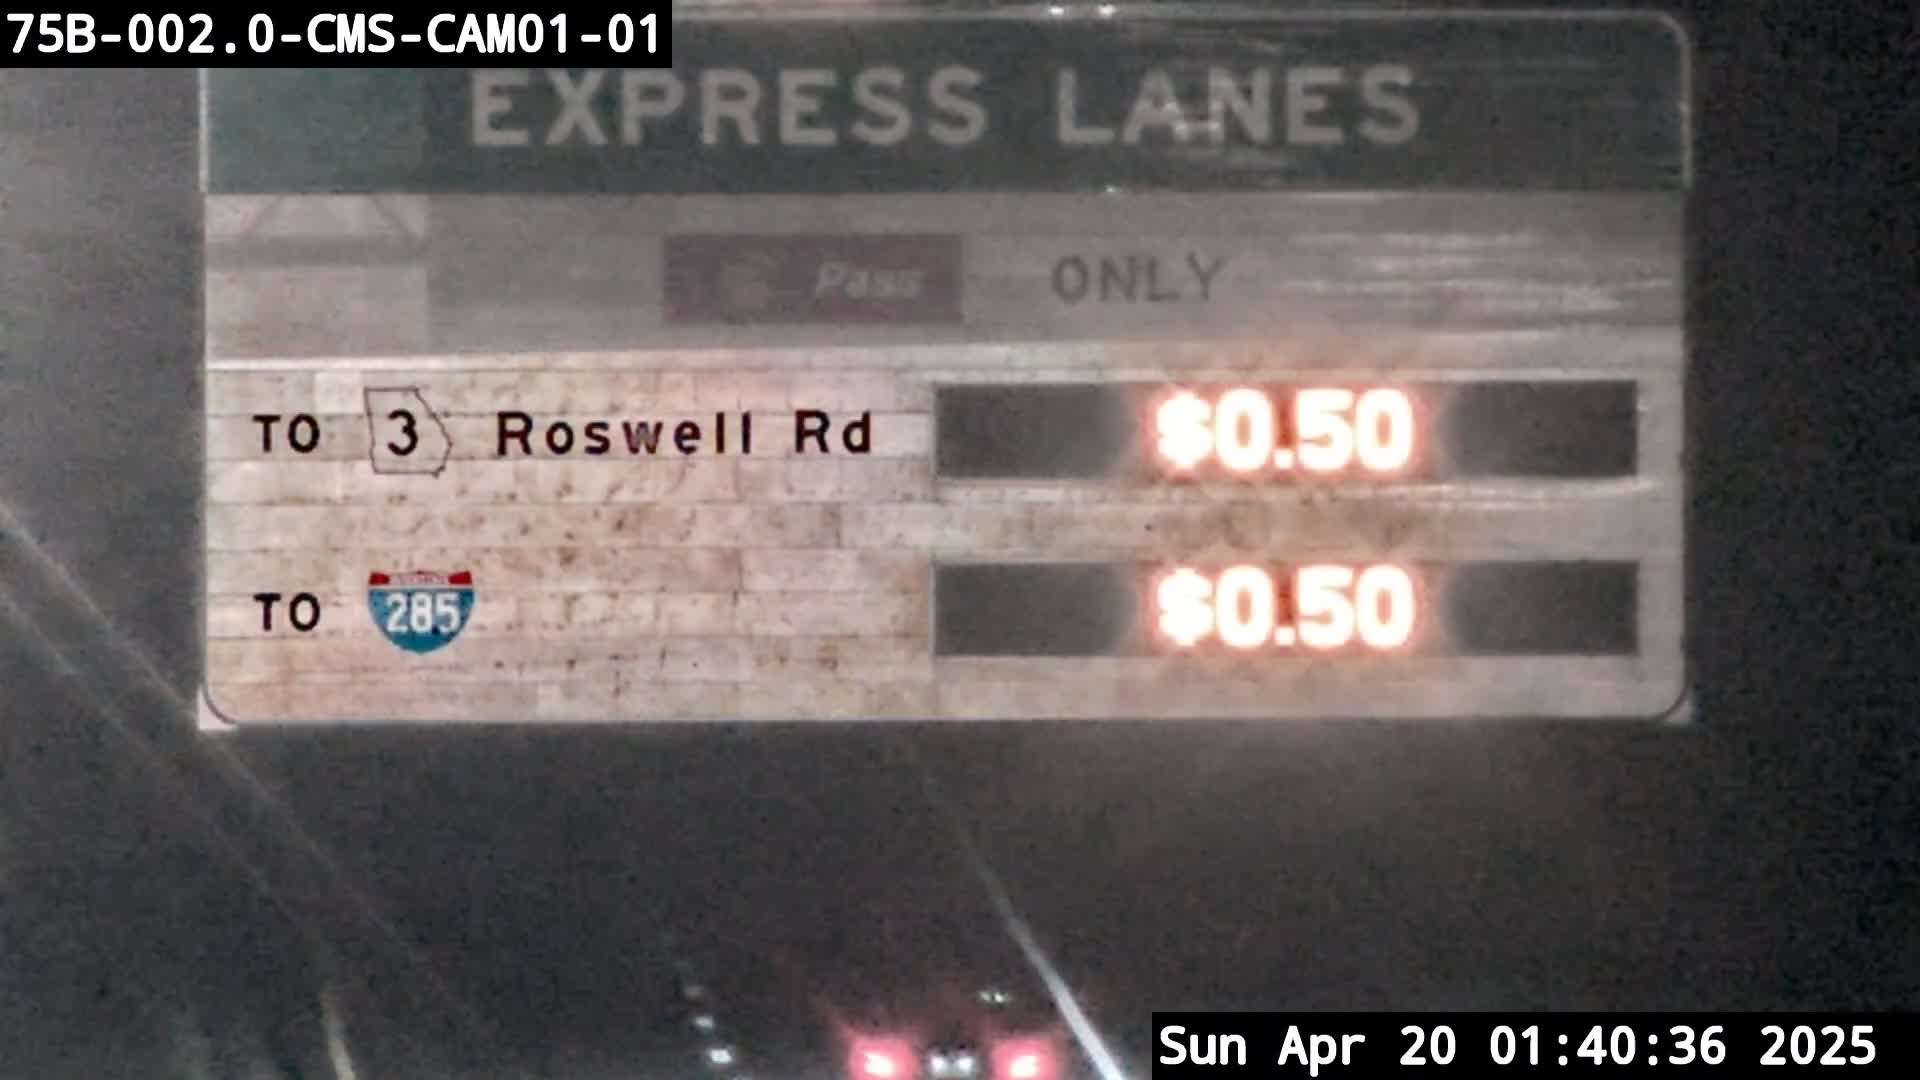 75B-002.0-CMS-CAM01-01
EXPRESS LANES
Pass ONLY
TO 3 Roswell Rd $0.50
TO 285 $0.50
Sun Apr 20 01:40:36 2025